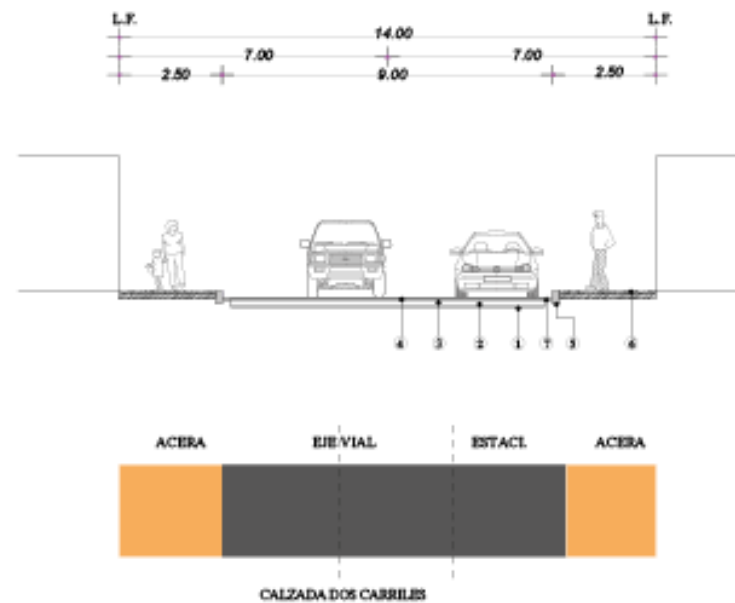 L.F. L.F.
14.00
7.00 7.00
2.50 9.00 2.50
4 3 2 1 7 5 6
ACERA EJE VIAL ESTACI. ACERA
CALZADA DOS CARRILES